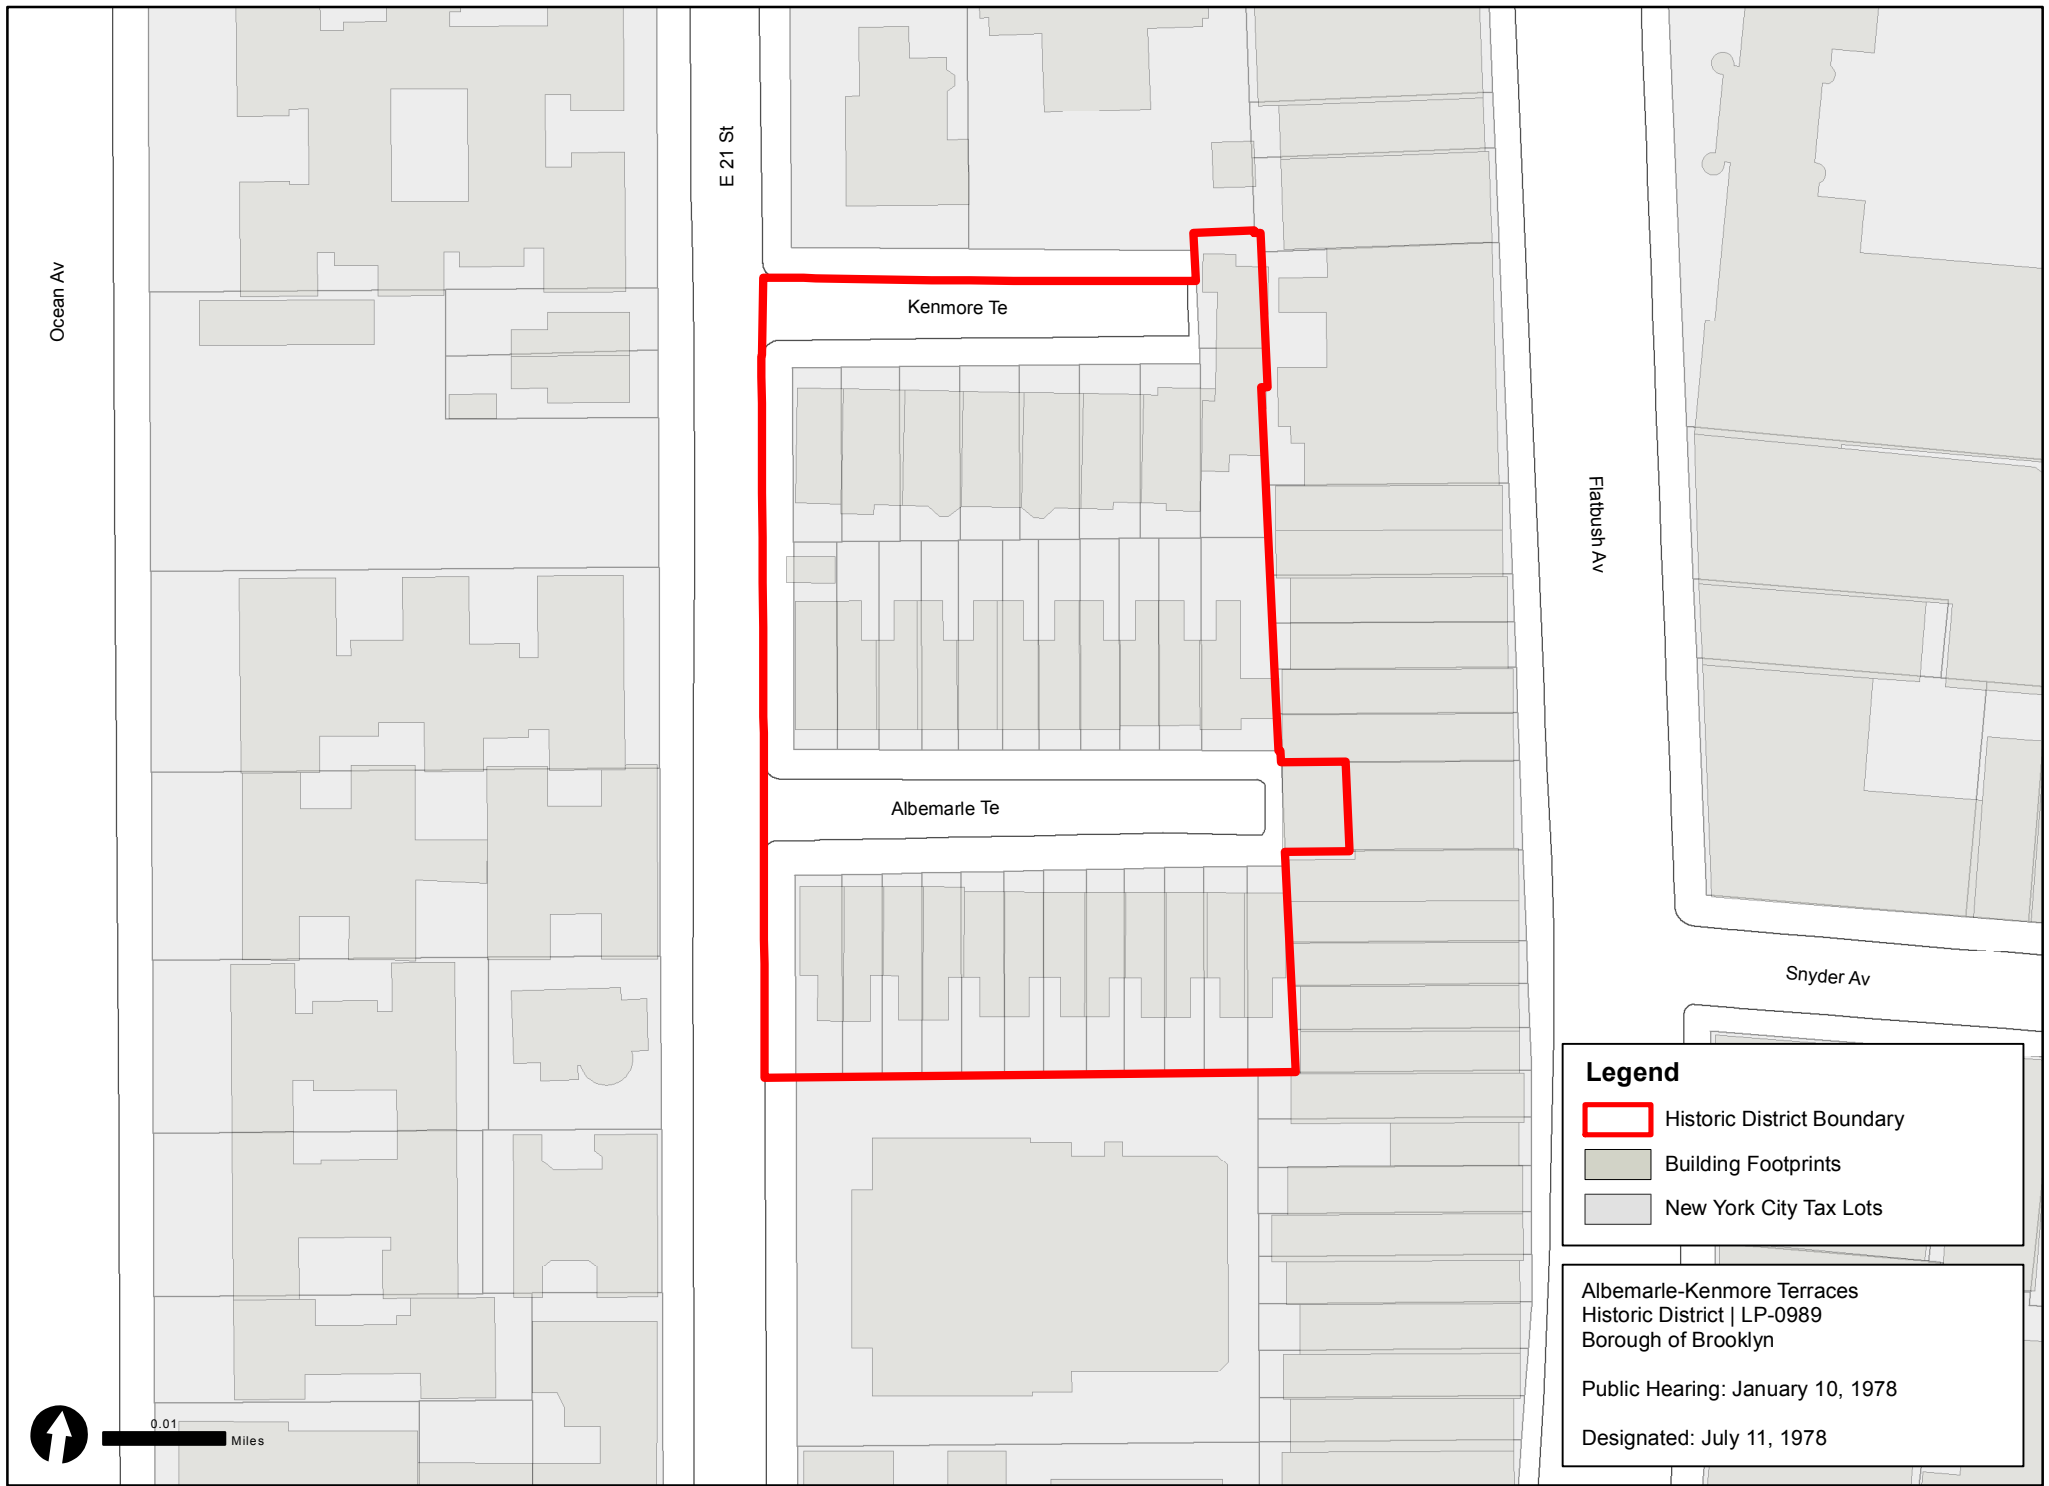 E 21 St
Ocean Av
Kenmore Te
Flatbush Av
Albemarle Te
Snyder Av
Legend
Historic District Boundary
Building Footprints
New York City Tax Lots
Albemarle-Kenmore Terraces
Historic District | LP-0989
Borough of Brooklyn
Public Hearing: January 10, 1978
Designated: July 11, 1978
0.01
Miles